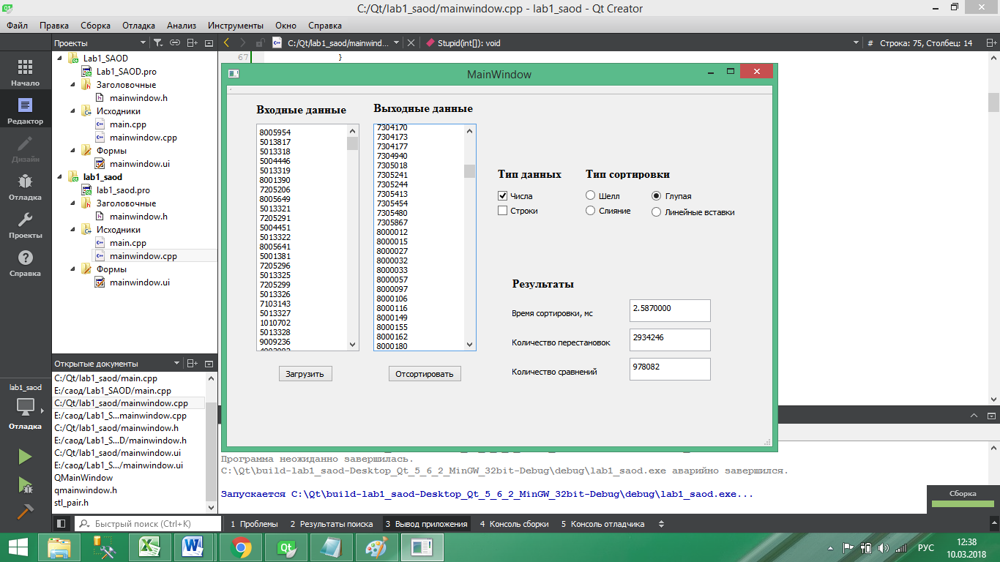 C:/Qt/lab1_saod/mainwindow.cpp - lab1_saod - Qt Creator
Файл Правка Сборка Отладка Анализ Инструменты Окно Справка
Проекты
C:/Qt/lab1_saod/mainwind... Stupid(int[]): void # Строка: 75, Столбец: 14
67 }
Начало
Редактор
Дизайн
Отладка
Проекты
Справка
Lab1_SAOD
Lab1_SAOD.pro
Заголовочные
mainwindow.h
Исходники
main.cpp
mainwindow.cpp
Формы
mainwindow.ui
lab1_saod
lab1_saod.pro
Заголовочные
mainwindow.h
Исходники
main.cpp
mainwindow.cpp
Формы
mainwindow.ui
Открытые документы
C:/Qt/lab1_saod/main.cpp
E:/саод/Lab1_SAOD/main.cpp
C:/Qt/lab1_saod/mainwindow.cpp
E:/саод/Lab1_S...mainwindow.cpp
C:/Qt/lab1_saod/mainwindow.h
E:/саод/Lab1_S...D/mainwindow.h
C:/Qt/lab1_saod/mainwindow.ui
E:/саод/Lab1_S.../mainwindow.ui
QMainWindow
qmainwindow.h
stl_pair.h
lab1_saod
Отладка
MainWindow
Входные данные
8005954
5013817
5013318
5004446
5013319
8001390
7205206
8005649
5013321
7205291
5004451
5013322
8005641
5001381
7205296
5013325
7205299
5013326
7103143
5013327
1010702
5013328
9009236
Загрузить
Выходные данные
7304170
7304173
7304177
7304940
7305018
7305241
7305244
7305413
7305454
7305480
7305867
8000012
8000015
8000027
8000032
8000033
8000057
8000097
8000106
8000116
8000149
8000155
8000162
8000180
Отсортировать
Тип данных
Числа
Строки
Тип сортировки
Шелл Глупая
Слияние Линейные вставки
Результаты
Время сортировки, мс 2.5870000
Количество перестановок 2934246
Количество сравнений 978082
Программа неожиданно завершилась.
C:\Qt\build-lab1_saod-Desktop_Qt_5_6_2_MinGW_32bit-Debug\debug\lab1_saod.exe аварийно завершился.
Запускается C:\Qt\build-lab1_saod-Desktop_Qt_5_6_2_MinGW_32bit-Debug\debug\lab1_saod.exe...
Сборка
Быстрый поиск (Ctrl+K) 1 Проблемы 2 Результаты поиска 3 Вывод приложения 4 Консоль сборки 5 Консоль отладчика
РУС
12:38
10.03.2018